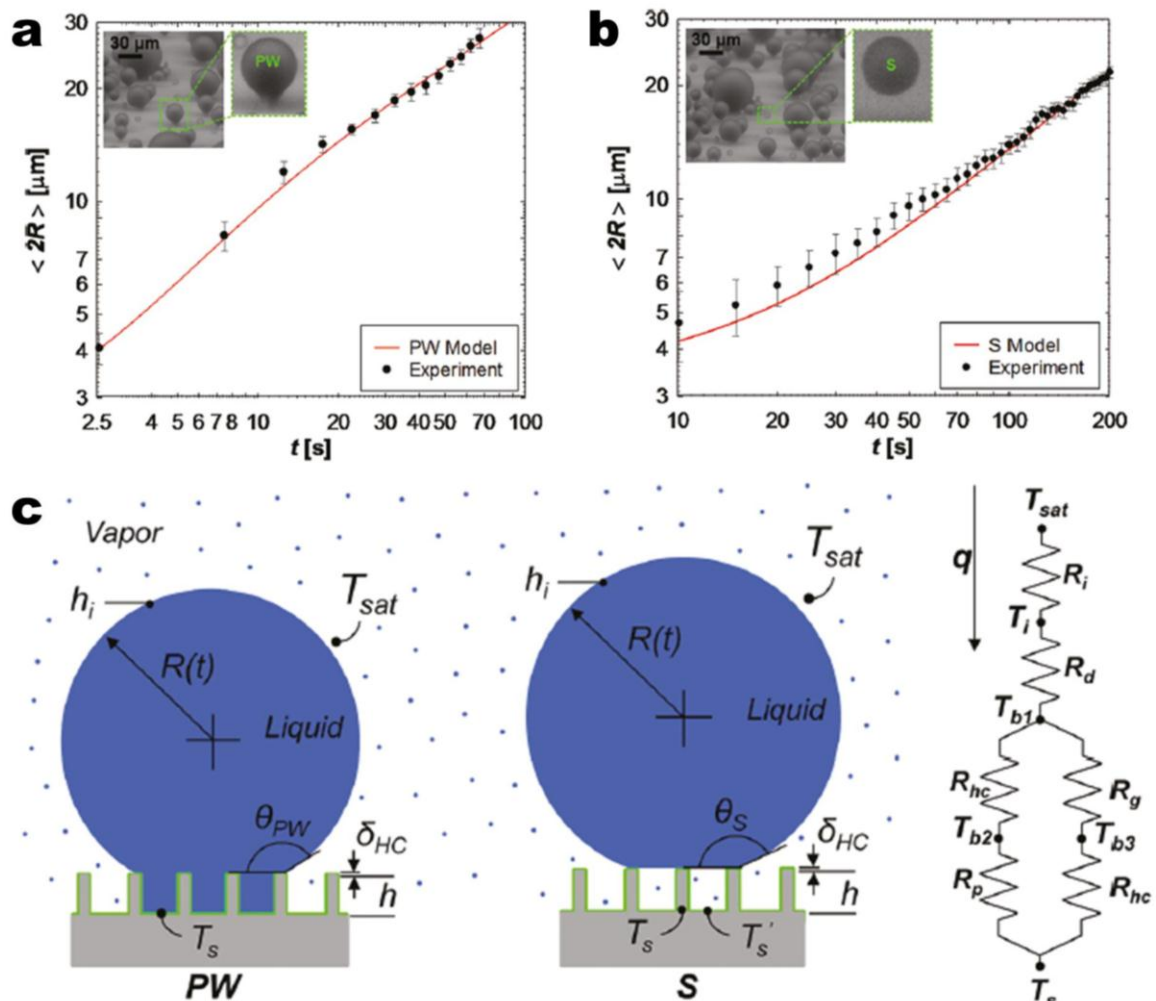 a
30
20
10
7
6
5
4
3
< 2R > [μm]
30 μm
PW
PW Model
Experiment
2.5 4 5 6 7 8 10 20 30 40 50 70 100
t [s]
b
30
20
10
7
6
5
4
3
< 2R > [μm]
30 μm
S
S Model
Experiment
10 20 30 40 50 70 100 200
t [s]
c
Vapor
h_i
T_sat
R(t)
Liquid
θ_PW
δ_HC
h
T_s
PW
h_i
T_sat
R(t)
Liquid
θ_S
δ_HC
h
T_s T_s'
S
q
T_sat
R_i
T_i
R_d
T_b1
R_hc R_g
T_b2 T_b3
R_p R_hc
T_s